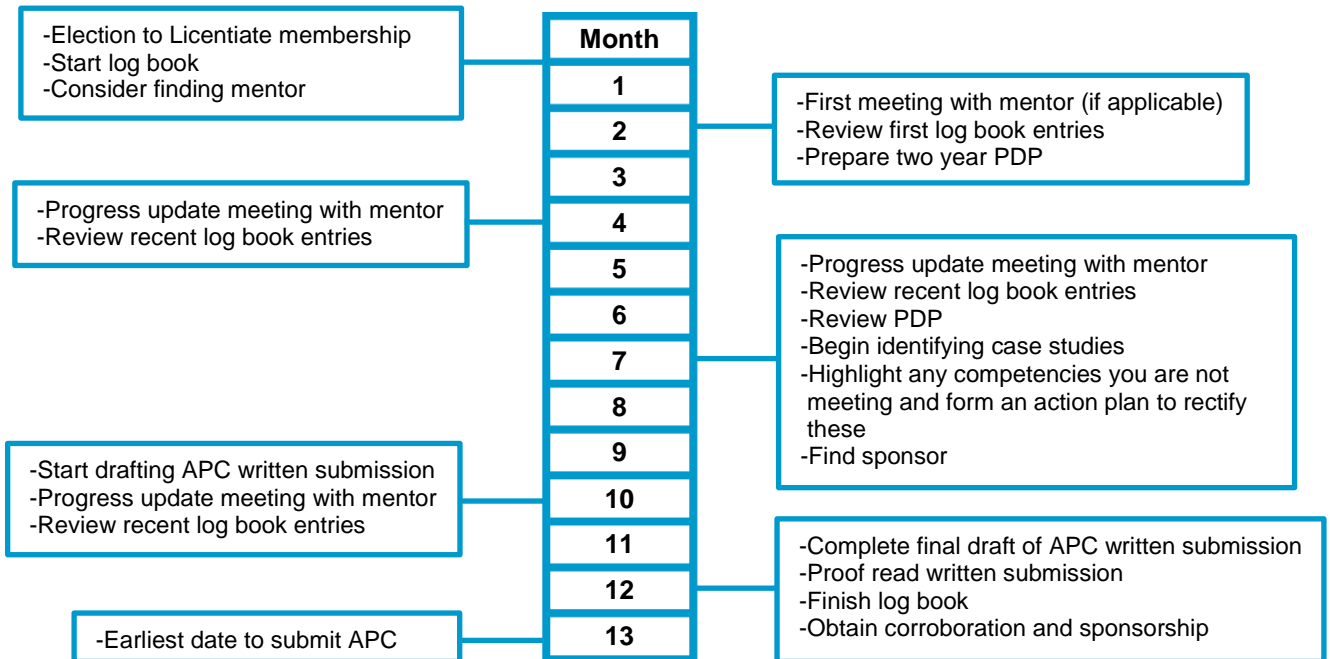 -Election to Licentiate membership
-Start log book
-Consider finding mentor
Month
1
2
3
4
5
6
7
8
9
10
11
12
13
-First meeting with mentor (if applicable)
-Review first log book entries
-Prepare two year PDP
-Progress update meeting with mentor
-Review recent log book entries
-Progress update meeting with mentor
-Review recent log book entries
-Review PDP
-Begin identifying case studies
-Highlight any competencies you are not
meeting and form an action plan to rectify
these
-Find sponsor
-Start drafting APC written submission
-Progress update meeting with mentor
-Review recent log book entries
-Complete final draft of APC written submission
-Proof read written submission
-Finish log book
-Obtain corroboration and sponsorship
-Earliest date to submit APC